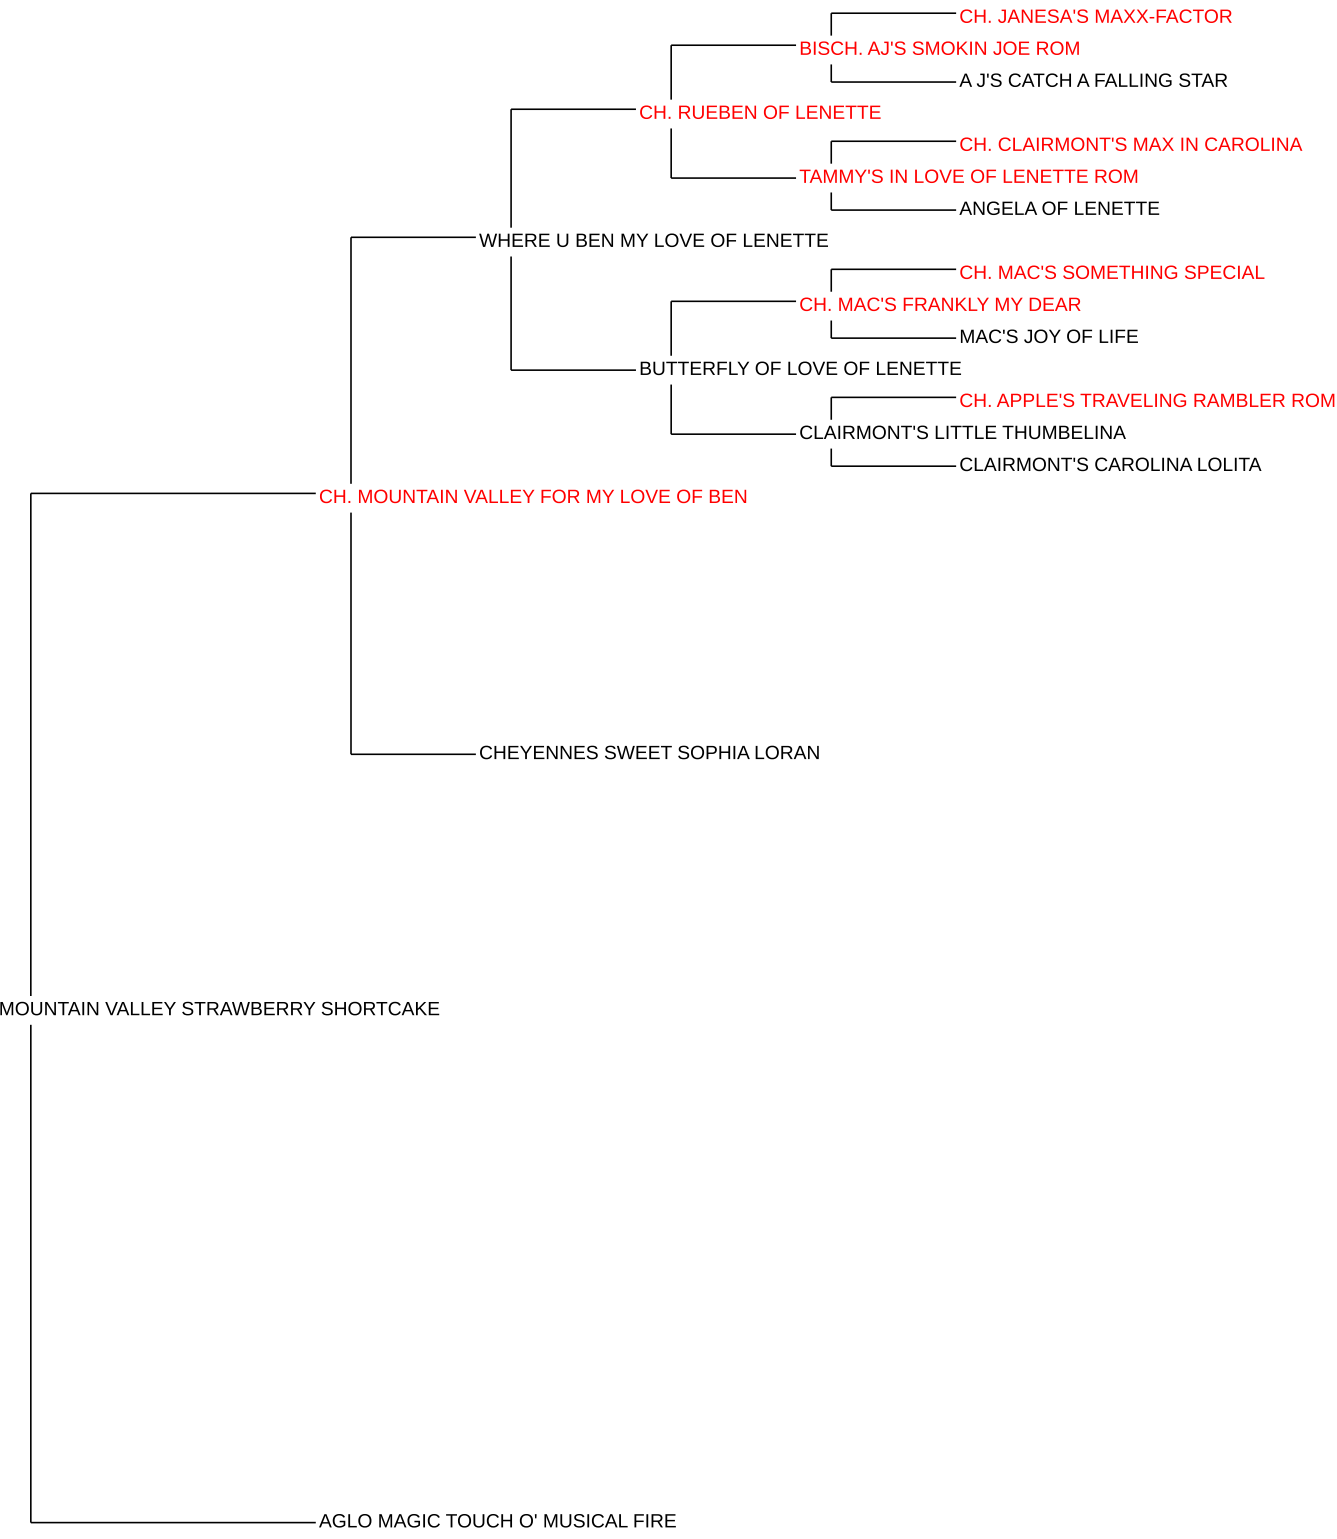 CH. JANESA'S MAXX-FACTOR
BISCH. AJ'S SMOKIN JOE ROM
A J'S CATCH A FALLING STAR
CH. RUEBEN OF LENETTE
CH. CLAIRMONT'S MAX IN CAROLINA
TAMMY'S IN LOVE OF LENETTE ROM
ANGELA OF LENETTE
WHERE U BEN MY LOVE OF LENETTE
CH. MAC'S SOMETHING SPECIAL
CH. MAC'S FRANKLY MY DEAR
MAC'S JOY OF LIFE
BUTTERFLY OF LOVE OF LENETTE
CH. APPLE'S TRAVELING RAMBLER ROM
CLAIRMONT'S LITTLE THUMBELINA
CLAIRMONT'S CAROLINA LOLITA
CH. MOUNTAIN VALLEY FOR MY LOVE OF BEN
CHEYENNES SWEET SOPHIA LORAN
MOUNTAIN VALLEY STRAWBERRY SHORTCAKE
AGLO MAGIC TOUCH O' MUSICAL FIRE